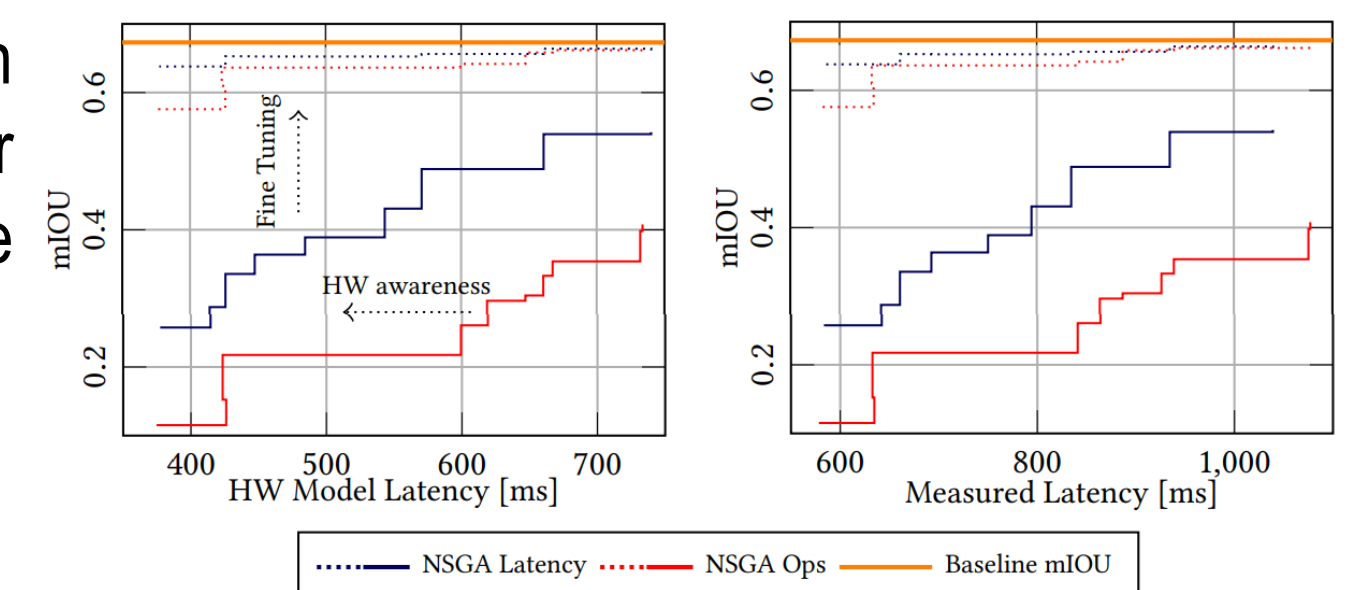 n
r
e
mIOU
0.6
0.4
0.2
Fine Tuning
HW awareness
400 500 600 700
HW Model Latency [ms]
mIOU
0.6
0.4
0.2
600 800 1,000
Measured Latency [ms]
NSGA Latency NSGA Ops Baseline mIOU